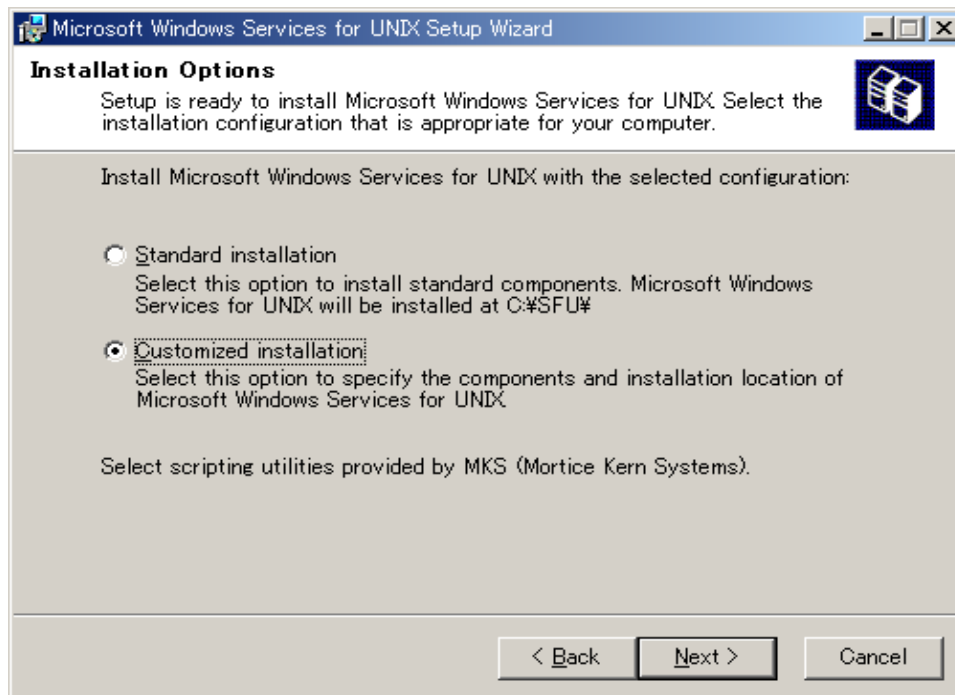 Microsoft Windows Services for UNIX Setup Wizard
Installation Options
Setup is ready to install Microsoft Windows Services for UNIX. Select the
installation configuration that is appropriate for your computer.
Install Microsoft Windows Services for UNIX with the selected configuration:
Standard installation
Select this option to install standard components. Microsoft Windows
Services for UNIX will be installed at C:¥SFU¥
Customized installation
Select this option to specify the components and installation location of
Microsoft Windows Services for UNIX.
Select scripting utilities provided by MKS (Mortice Kern Systems).
< Back
Next >
Cancel